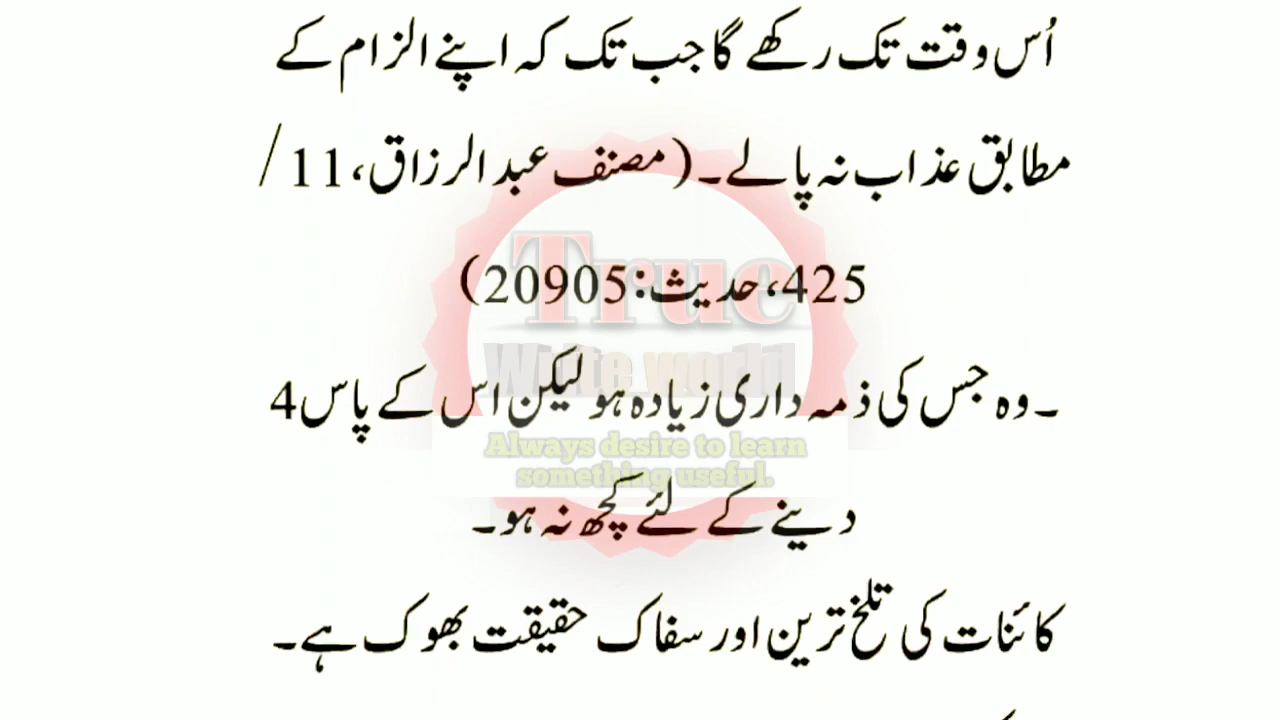 اُس وقت تک رکھے گا جب تک کہ اپنے الزام کے
مطابق عذاب نہ پالے۔( مصنف عبد الرزاق،11/
425،حدیث:20905)
۔وہ جس کی ذمہ داری زیادہ ہو لیکن اس کے پاس4
دینے کے لئے کچھ نہ ہو۔
کائنات کی تلخ ترین اور سفاک حقیقت بھوک ہے۔
True
Write world
Always desire to learn
something useful.